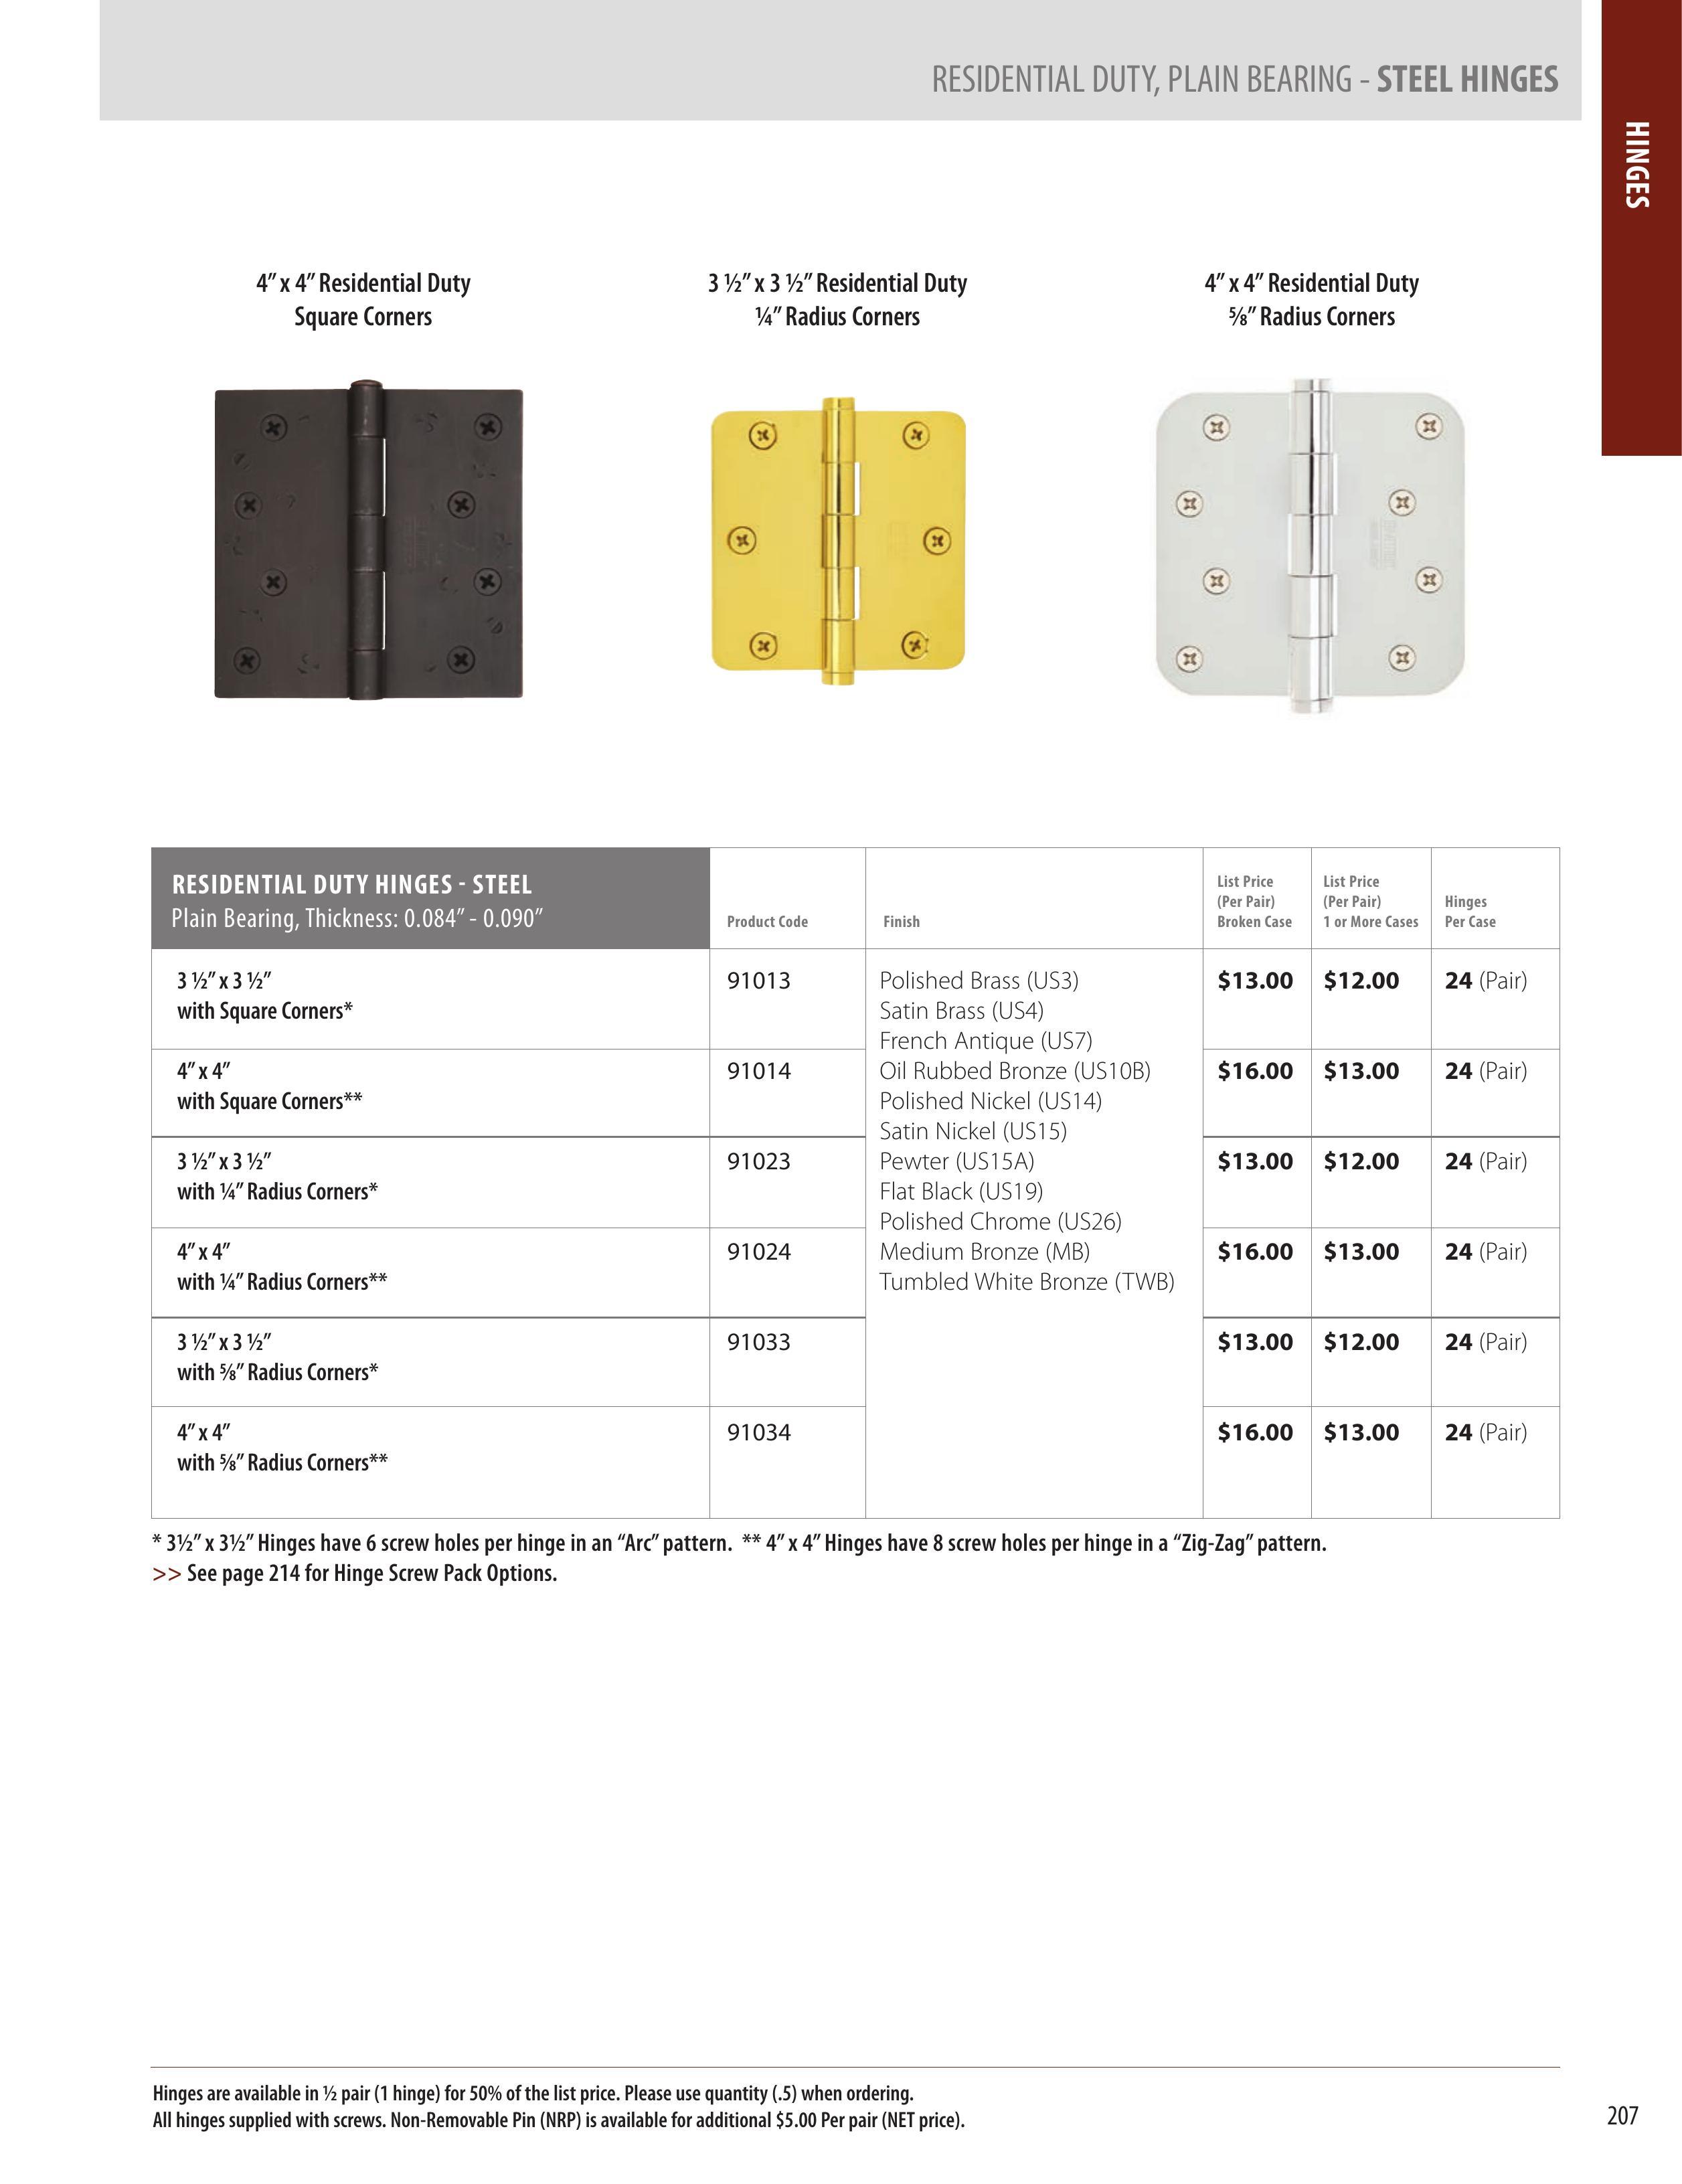 RESIDENTIAL DUTY, PLAIN BEARING - STEEL HINGES
HINGES
4” x 4” Residential Duty
Square Corners
3 ½” x 3 ½” Residential Duty
¼” Radius Corners
4” x 4” Residential Duty
⅝” Radius Corners
RESIDENTIAL DUTY HINGES - STEEL
Plain Bearing, Thickness: 0.084” - 0.090”
Product Code
Finish
List Price
(Per Pair)
Broken Case
List Price
(Per Pair)
1 or More Cases
Hinges
Per Case
3 ½” x 3 ½”
with Square Corners*
91013
$13.00 $12.00 24 (Pair)
4” x 4”
with Square Corners**
91014
$16.00 $13.00 24 (Pair)
3 ½” x 3 ½”
with ¼” Radius Corners*
91023
$13.00 $12.00 24 (Pair)
4” x 4”
with ¼” Radius Corners**
91024
$16.00 $13.00 24 (Pair)
3 ½” x 3 ½”
with ⅝” Radius Corners*
91033
$13.00 $12.00 24 (Pair)
4” x 4”
with ⅝” Radius Corners**
91034
$16.00 $13.00 24 (Pair)
Polished Brass (US3)
Satin Brass (US4)
French Antique (US7)
Oil Rubbed Bronze (US10B)
Polished Nickel (US14)
Satin Nickel (US15)
Pewter (US15A)
Flat Black (US19)
Polished Chrome (US26)
Medium Bronze (MB)
Tumbled White Bronze (TWB)
* 3½” x 3½” Hinges have 6 screw holes per hinge in an “Arc” pattern. ** 4” x 4” Hinges have 8 screw holes per hinge in a “Zig-Zag” pattern.
>> See page 214 for Hinge Screw Pack Options.
Hinges are available in ½ pair (1 hinge) for 50% of the list price. Please use quantity (.5) when ordering.
All hinges supplied with screws. Non-Removable Pin (NRP) is available for additional $5.00 Per pair (NET price).
207